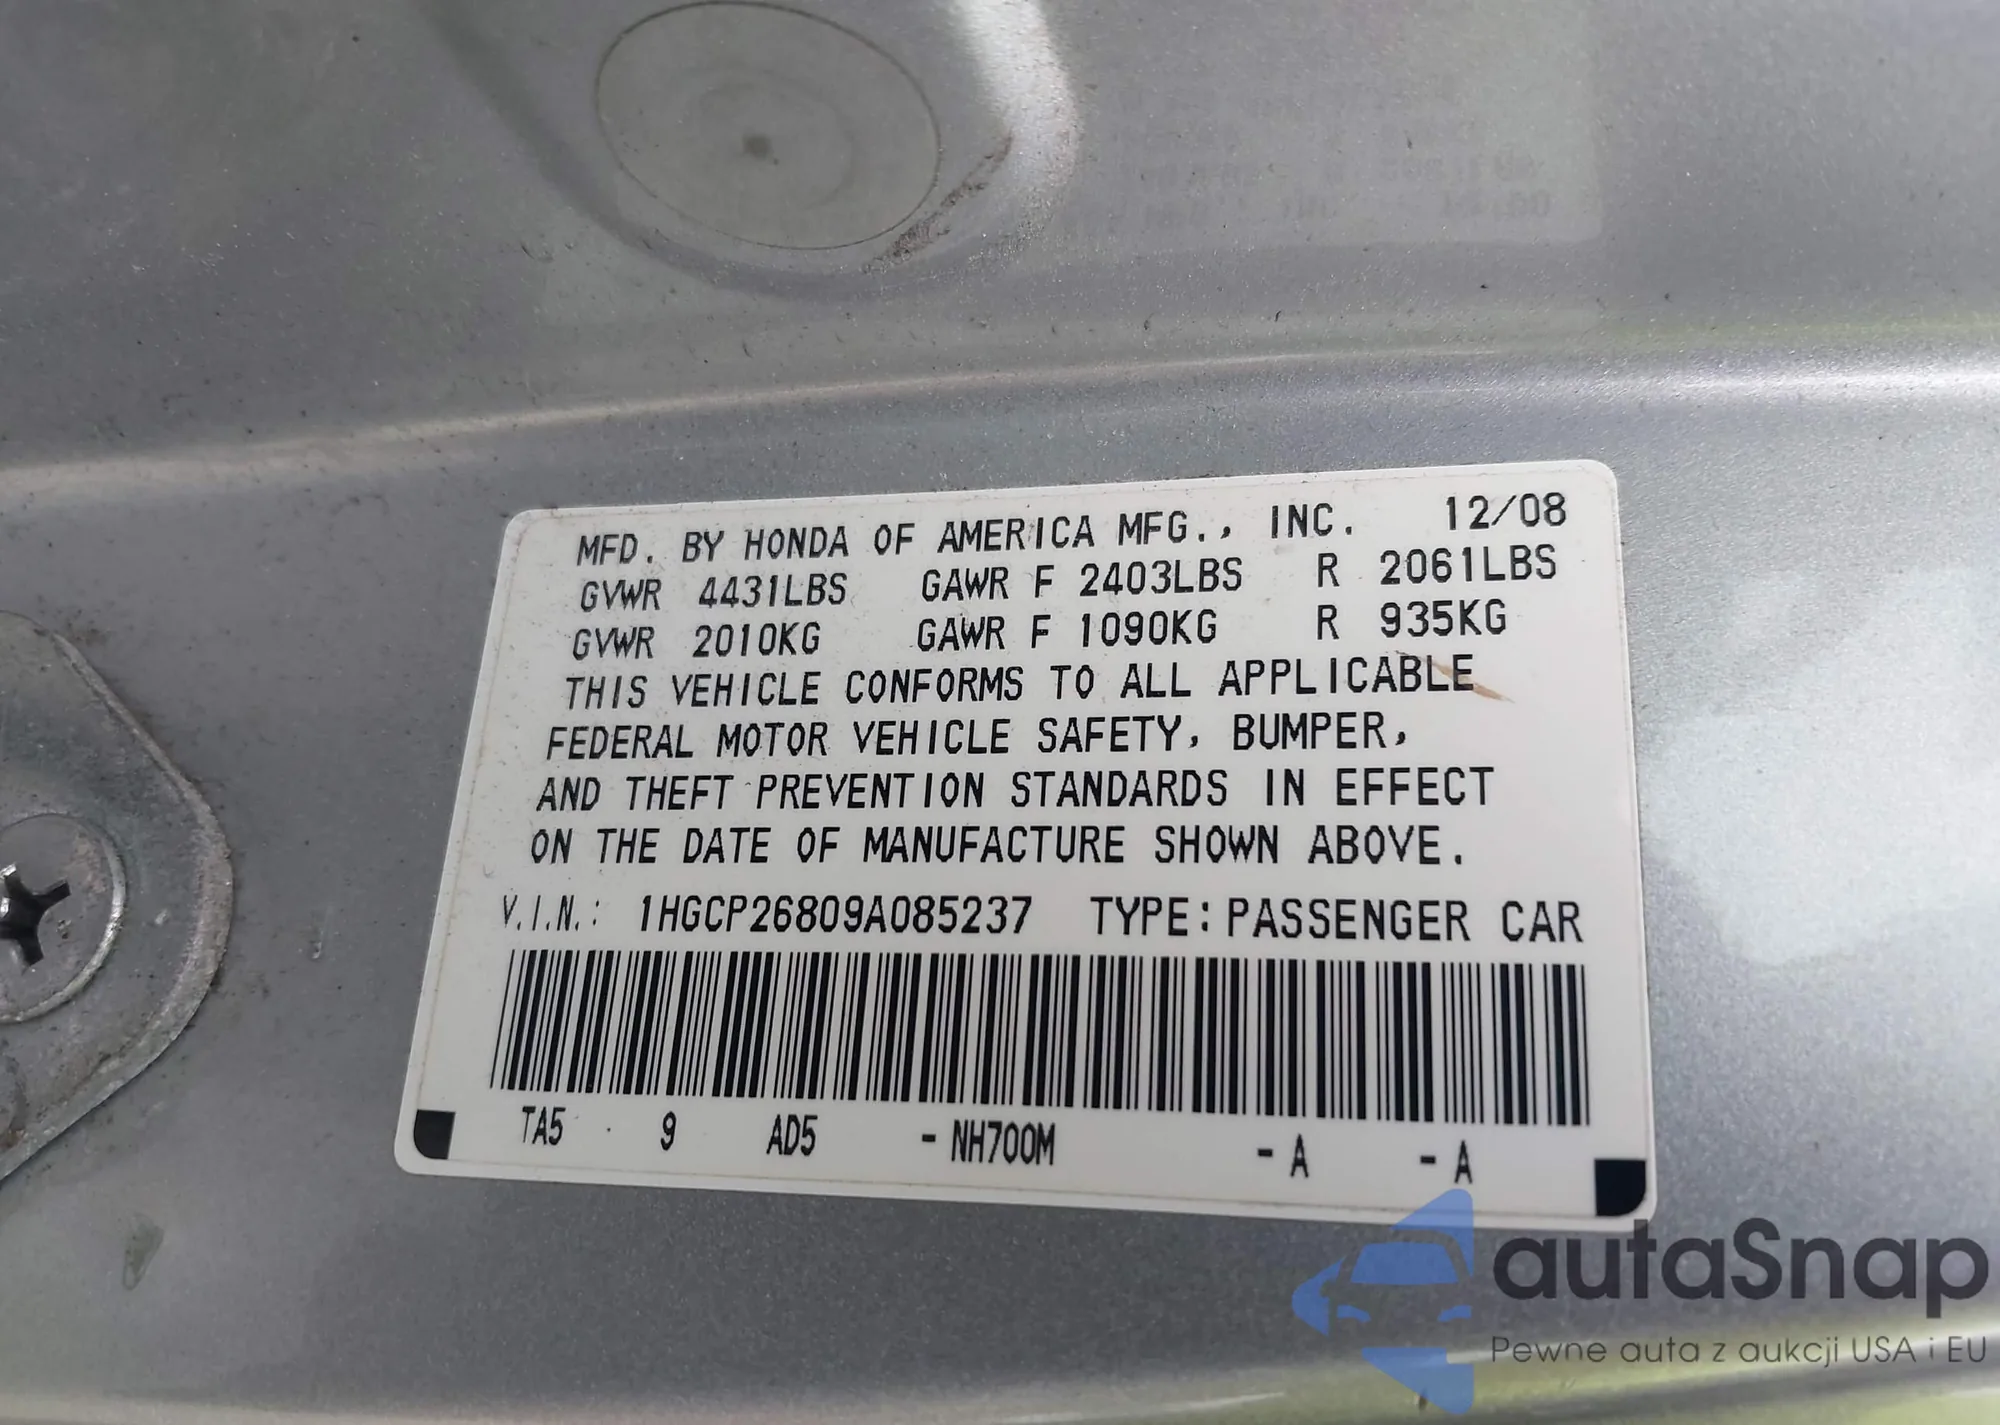 MFD. BY HONDA OF AMERICA MFG., INC. 12/08
GVWR 4431LBS GAWR F 2403LBS R 2061LBS
GVWR 2010KG GAWR F 1090KG R 935KG
THIS VEHICLE CONFORMS TO ALL APPLICABLE
FEDERAL MOTOR VEHICLE SAFETY, BUMPER,
AND THEFT PREVENTION STANDARDS IN EFFECT
ON THE DATE OF MANUFACTURE SHOWN ABOVE.
V.I.N.: 1HGCP26809A085237 TYPE: PASSENGER CAR
TA5 9 AD5 - NH700M - A - A
autaSnap
Pewne auta z aukcji USA i EU